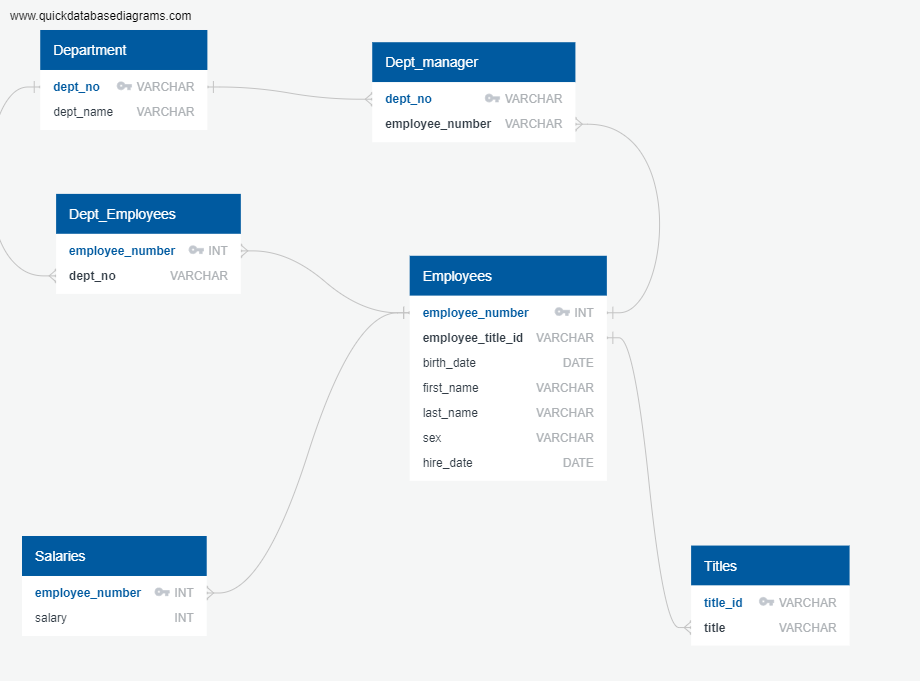 www.quickdatabasediagrams.com
Department
dept_no VARCHAR
dept_name VARCHAR
Dept_manager
dept_no VARCHAR
employee_number VARCHAR
Dept_Employees
employee_number INT
dept_no VARCHAR
Employees
employee_number INT
employee_title_id VARCHAR
birth_date DATE
first_name VARCHAR
last_name VARCHAR
sex VARCHAR
hire_date DATE
Salaries
employee_number INT
salary INT
Titles
title_id VARCHAR
title VARCHAR